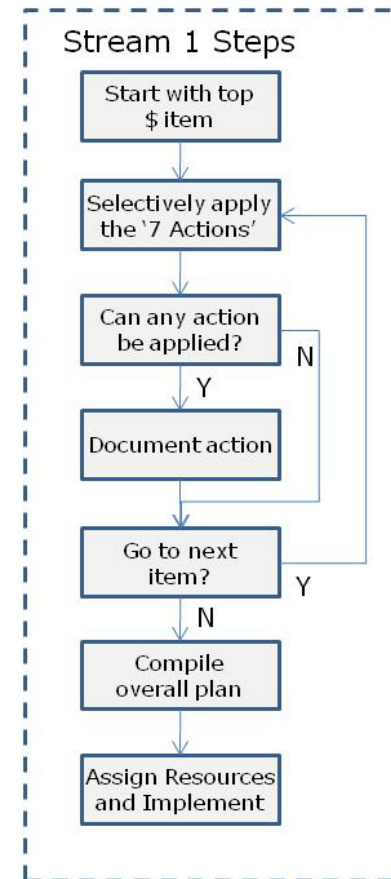 Stream 1 Steps
Start with top
$ item
Selectively apply
the ‘7 Actions’
Can any action
be applied?
N
Y
Document action
Go to next
item?
Y
N
Compile
overall plan
Assign Resources
and Implement